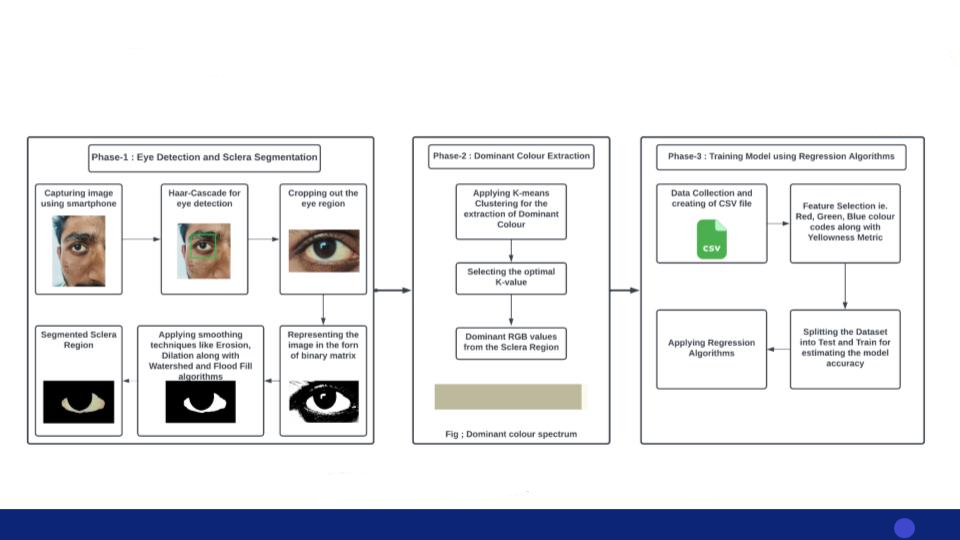 Phase-1 : Eye Detection and Sclera Segmentation
Capturing image
using smartphone
Haar-Cascade for
eye detection
Cropping out the
eye region
Segmented Sclera
Region
Applying smoothing
techniques like Erosion,
Dilation along with
Watershed and Flood Fill
algorithms
Representing the
image in the forn
of binary matrix
Phase-2 : Dominant Colour Extraction
Applying K-means
Clustering for the
extraction of Dominant
Colour
Selecting the optimal
K-value
Dominant RGB values
from the Sclera Region
Fig ; Dominant colour spectrum
Phase-3 : Training Model using Regression Algorithms
Data Collection and
creating of CSV file
CSV
Feature Selection ie.
Red, Green, Blue colour
codes along with
Yellowness Metric
Applying Regression
Algorithms
Splitting the Dataset
into Test and Train for
estimating the model
accuracy